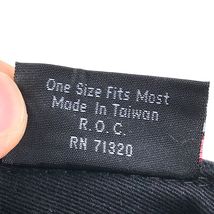 One Size Fits Most
Made In Taiwan
R.O.C.
RN 71320